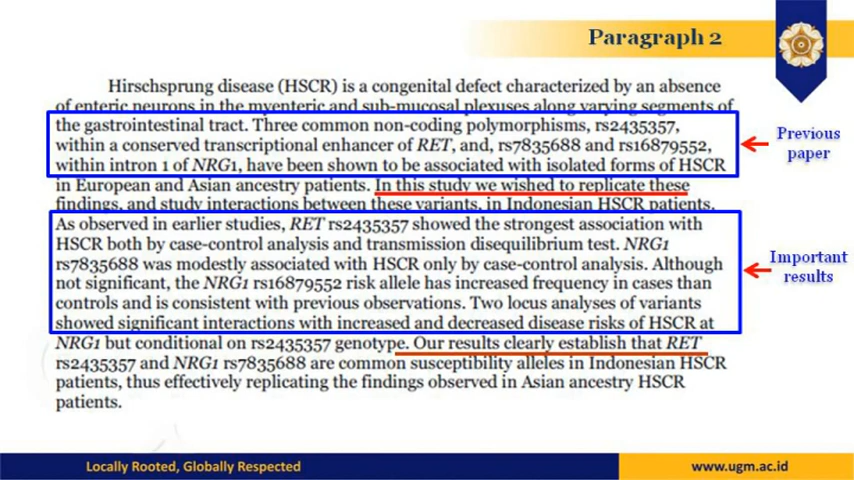 Paragraph 2
Hirschsprung disease (HSCR) is a congenital defect characterized by an absence
of enteric neurons in the myenteric and sub-mucosal plexuses along varying segments of
the gastrointestinal tract. Three common non-coding polymorphisms, rs2435357,
within a conserved transcriptional enhancer of RET, and, rs7835688 and rs16879552,
within intron 1 of NRG1, have been shown to be associated with isolated forms of HSCR
in European and Asian ancestry patients. In this study we wished to replicate these
findings, and study interactions between these variants, in Indonesian HSCR patients.
As observed in earlier studies, RET rs2435357 showed the strongest association with
HSCR both by case-control analysis and transmission disequilibrium test. NRG1
rs7835688 was modestly associated with HSCR only by case-control analysis. Although
not significant, the NRG1 rs16879552 risk allele has increased frequency in cases than
controls and is consistent with previous observations. Two locus analyses of variants
showed significant interactions with increased and decreased disease risks of HSCR at
NRG1 but conditional on rs2435357 genotype. Our results clearly establish that RET
rs2435357 and NRG1 rs7835688 are common susceptibility alleles in Indonesian HSCR
patients, thus effectively replicating the findings observed in Asian ancestry HSCR
patients.
Previous
paper
Important
results
Locally Rooted, Globally Respected
www.ugm.ac.id